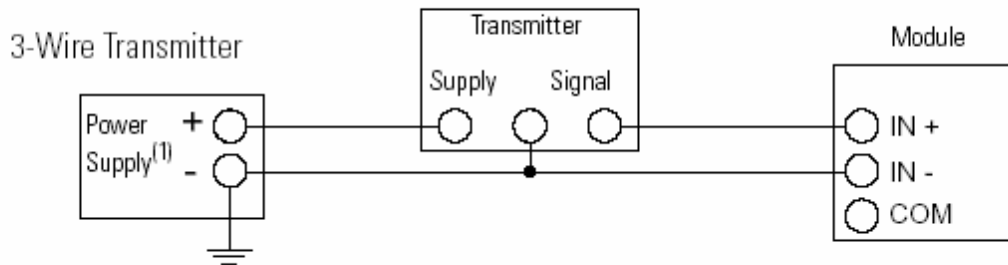 3-Wire Transmitter
Transmitter
Module
Supply Signal
Power +
Supply(1) -
IN +
IN -
COM